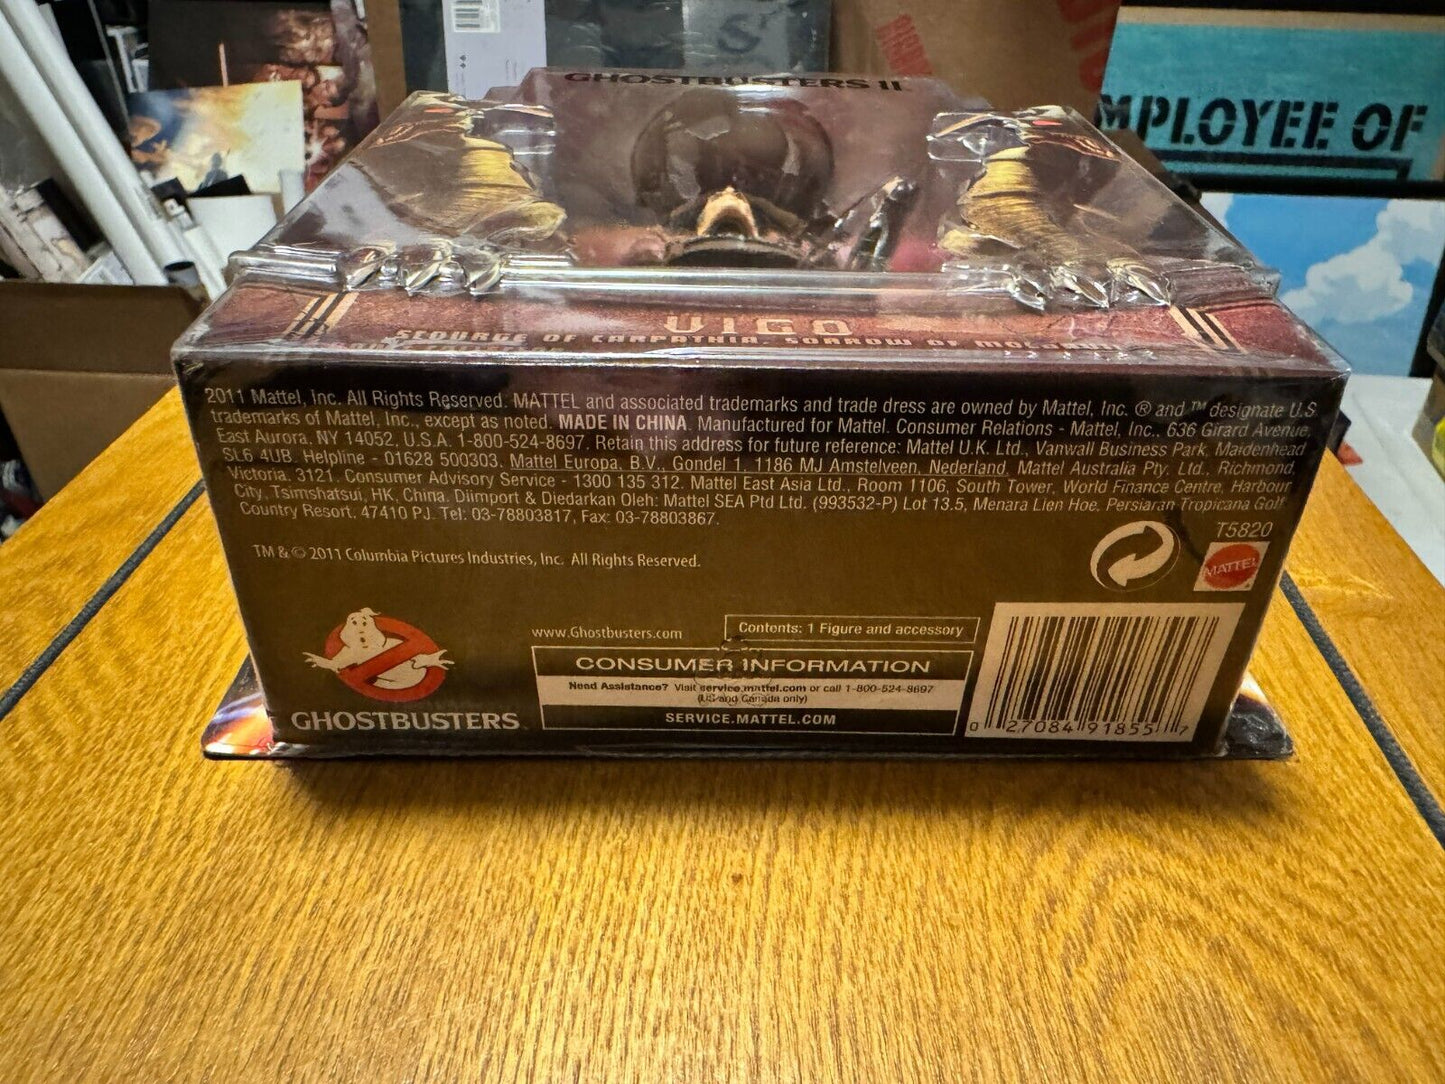 GHOSTBUSTERS II
EMPLOYEE OF
VIGO
SCOURGE OF CARPATHIA, SORROW OF
2011 Mattel, Inc. All Rights Reserved. MATTEL and associated trademarks and trade dress are owned by Mattel, Inc. ® and ™ designate U.S.
trademarks of Mattel, Inc., except as noted. MADE IN CHINA. Manufactured for Mattel. Consumer Relations - Mattel, Inc., 636 Girard Avenue,
East Aurora, NY 14052, U.S.A. 1-800-524-8697. Retain this address for future reference: Mattel U.K. Ltd., Vanwall Business Park, Maidenhead
SL6 4UB. Helpline - 01628 500303. Mattel Europa, B.V., Gondel 1, 1186 MJ Amstelveen, Nederland. Mattel Australia Pty. Ltd., Richmond,
Victoria. 3121. Consumer Advisory Service - 1300 135 312. Mattel East Asia Ltd., Room 1106, South Tower, World Finance Centre, Harbour
City, Tsimshatsui, HK, China. Diimport & Diedarkan Oleh: Mattel SEA Ptd Ltd. (993532-P) Lot 13.5, Menara Lien Hoe, Persiaran Tropicana Golf
Country Resort, 47410 PJ. Tel: 03-78803817, Fax: 03-78803867.
T5820
TM & © 2011 Columbia Pictures Industries, Inc. All Rights Reserved.
MATTEL
www.Ghostbusters.com
Contents: 1 Figure and accessory
CONSUMER INFORMATION
Need Assistance? Visit service.mattel.com or call 1-800-524-8697
(US and Canada only)
SERVICE.MATTEL.COM
GHOSTBUSTERS
0 27084 91855 7